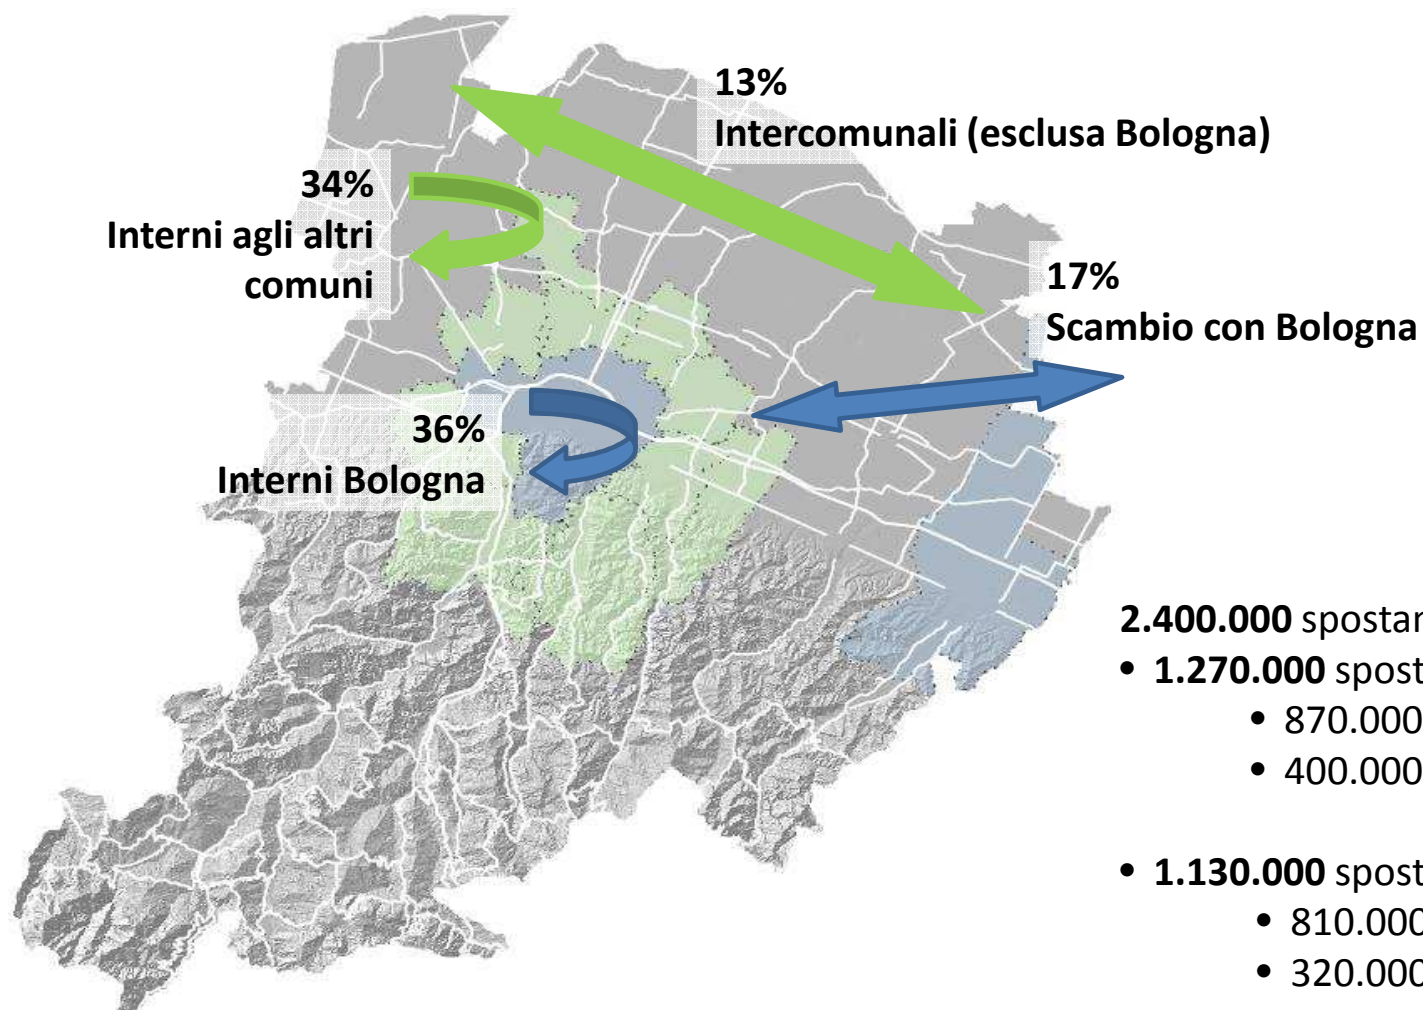 13%
Intercomunali (esclusa Bologna)
34%
Interni agli altri
comuni
17%
Scambio con Bologna
36%
Interni Bologna
2.400.000
• 1.270.000
• 870.000
• 400.000
• 1.130.000
• 810.000
• 320.000